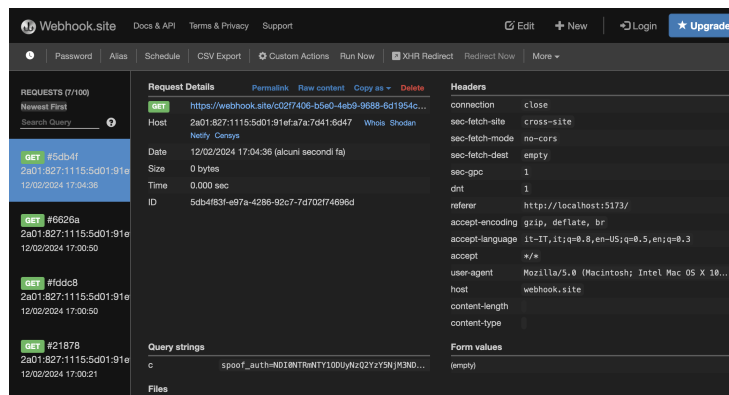 Webhook.site Docs & API Terms & Privacy Support Edit New Login Upgrade
Password Alias Schedule CSV Export Custom Actions Run Now XHR Redirect Redirect Now More
REQUESTS (7/100)
Newest First
Search Query
GET #5db4f
2a01:827:1115:5d01:91e
12/02/2024 17:04:36
GET #6626a
2a01:827:1115:5d01:91e
12/02/2024 17:00:50
GET #fddc8
2a01:827:1115:5d01:91e
12/02/2024 17:00:50
GET #21878
2a01:827:1115:5d01:91e
12/02/2024 17:00:21
Request Details Permalink Raw content Copy as Delete
GET https://webhook.site/c02f7406-b5e0-4eb9-9688-6d1954c...
Host 2a01:827:1115:5d01:91ef:a7a:7d41:6d47 Whois Shodan
Netify Censys
Date 12/02/2024 17:04:36 (alcuni secondi fa)
Size 0 bytes
Time 0.000 sec
ID 5db4f83f-e97a-4286-92c7-7d702f74696d
Headers
connection close
sec-fetch-site cross-site
sec-fetch-mode no-cors
sec-fetch-dest empty
sec-gpc 1
dnt 1
referer http://localhost:5173/
accept-encoding gzip, deflate, br
accept-language it-IT,it;q=0.8,en-US;q=0.5,en;q=0.3
accept */*
user-agent Mozilla/5.0 (Macintosh; Intel Mac OS X 10...
host webhook.site
content-length
content-type
Query strings
c spoof_auth=NDI0NTRmNTY1ODUyNzQ2YzY5NjM3ND...
Form values
(empty)
Files